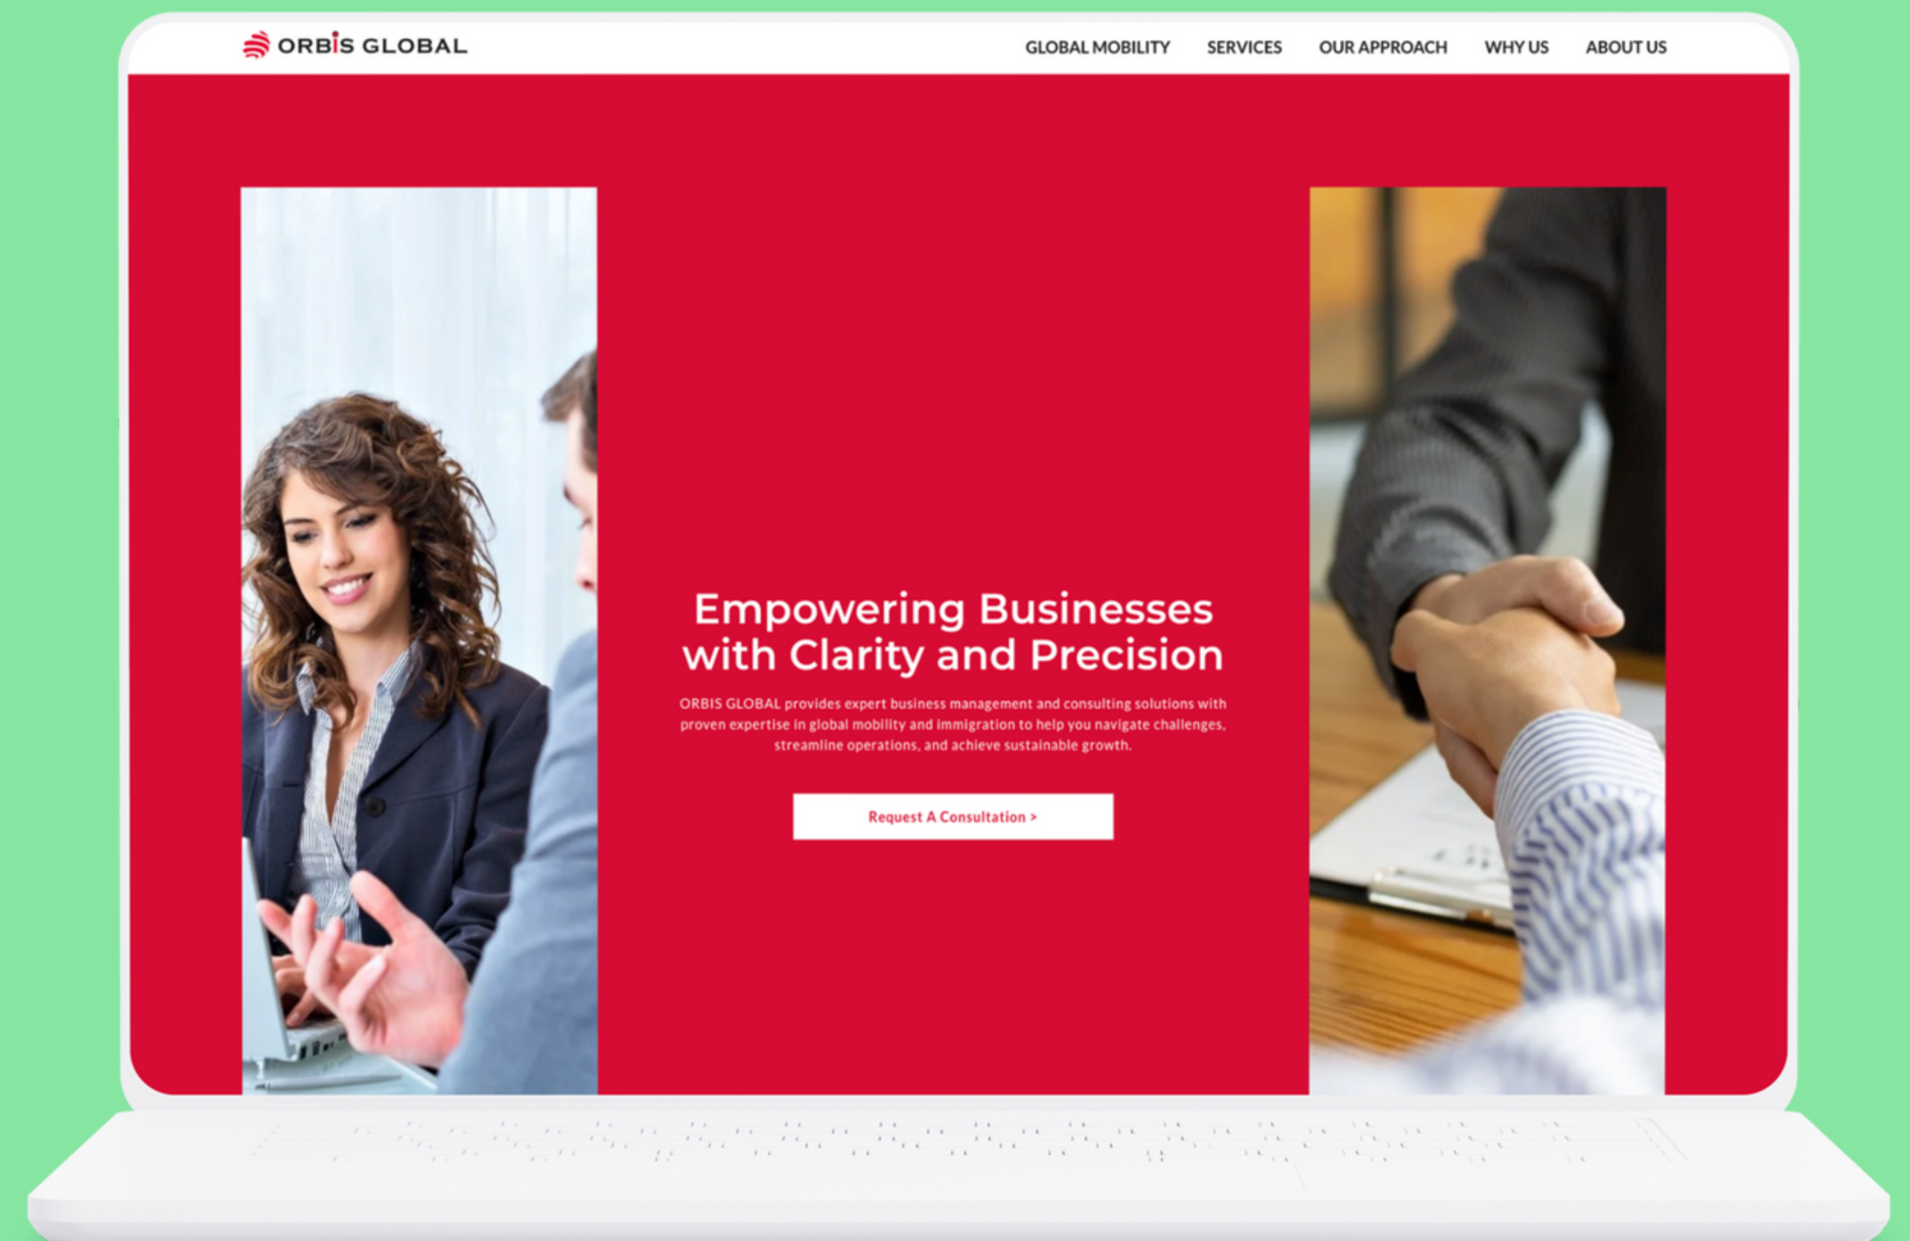 ORBIS GLOBAL
GLOBAL MOBILITY SERVICES OUR APPROACH WHY US ABOUT US
Empowering Businesses
with Clarity and Precision
ORBIS GLOBAL provides expert business management and consulting solutions with
proven expertise in global mobility and immigration to help you navigate challenges,
streamline operations, and achieve sustainable growth.
Request A Consultation >